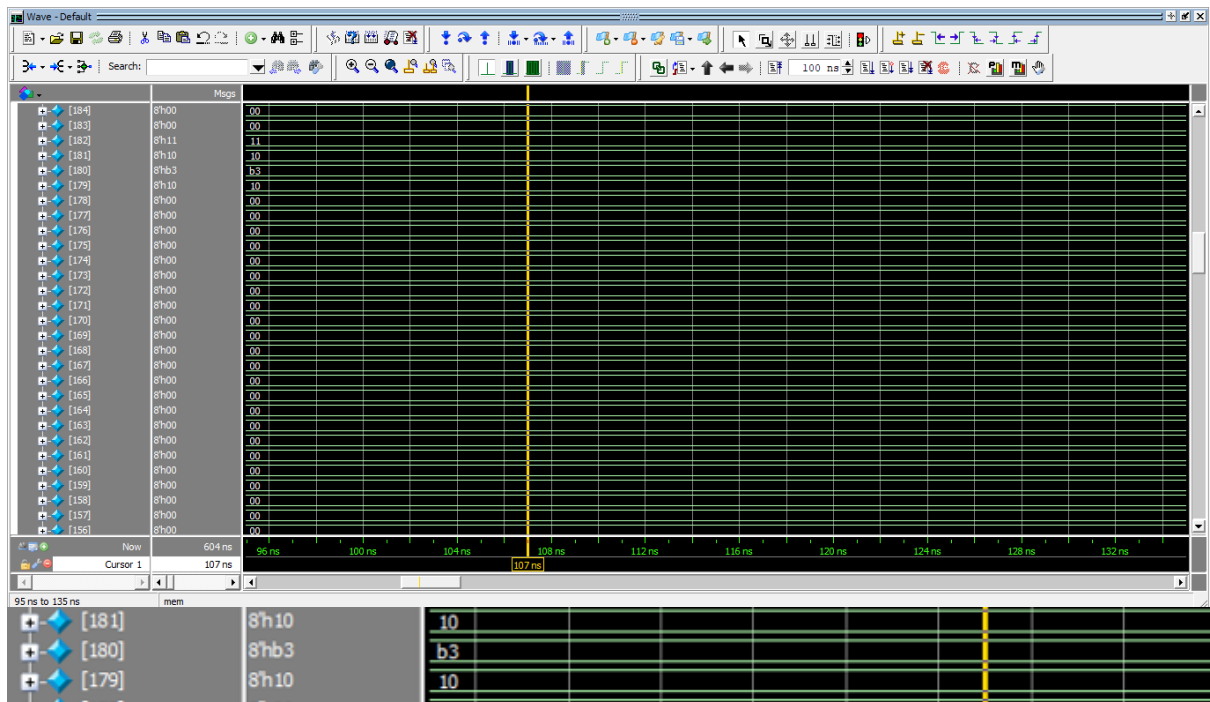 Wave - Default
Search:
100 ns
Msgs
[184] 8'h00 00
[183] 8'h00 00
[182] 8'h11 11
[181] 8'h10 10
[180] 8'hb3 b3
[179] 8'h10 10
[178] 8'h00 00
[177] 8'h00 00
[176] 8'h00 00
[175] 8'h00 00
[174] 8'h00 00
[173] 8'h00 00
[172] 8'h00 00
[171] 8'h00 00
[170] 8'h00 00
[169] 8'h00 00
[168] 8'h00 00
[167] 8'h00 00
[166] 8'h00 00
[165] 8'h00 00
[164] 8'h00 00
[163] 8'h00 00
[162] 8'h00 00
[161] 8'h00 00
[160] 8'h00 00
[159] 8'h00 00
[158] 8'h00 00
[157] 8'h00 00
[156] 8'h00 00
Now 604 ns 96 ns 100 ns 104 ns 108 ns 112 ns 116 ns 120 ns 124 ns 128 ns 132 ns
Cursor 1 107 ns 107 ns
95 ns to 135 ns mem
[181] 8'h10 10
[180] 8'hb3 b3
[179] 8'h10 10